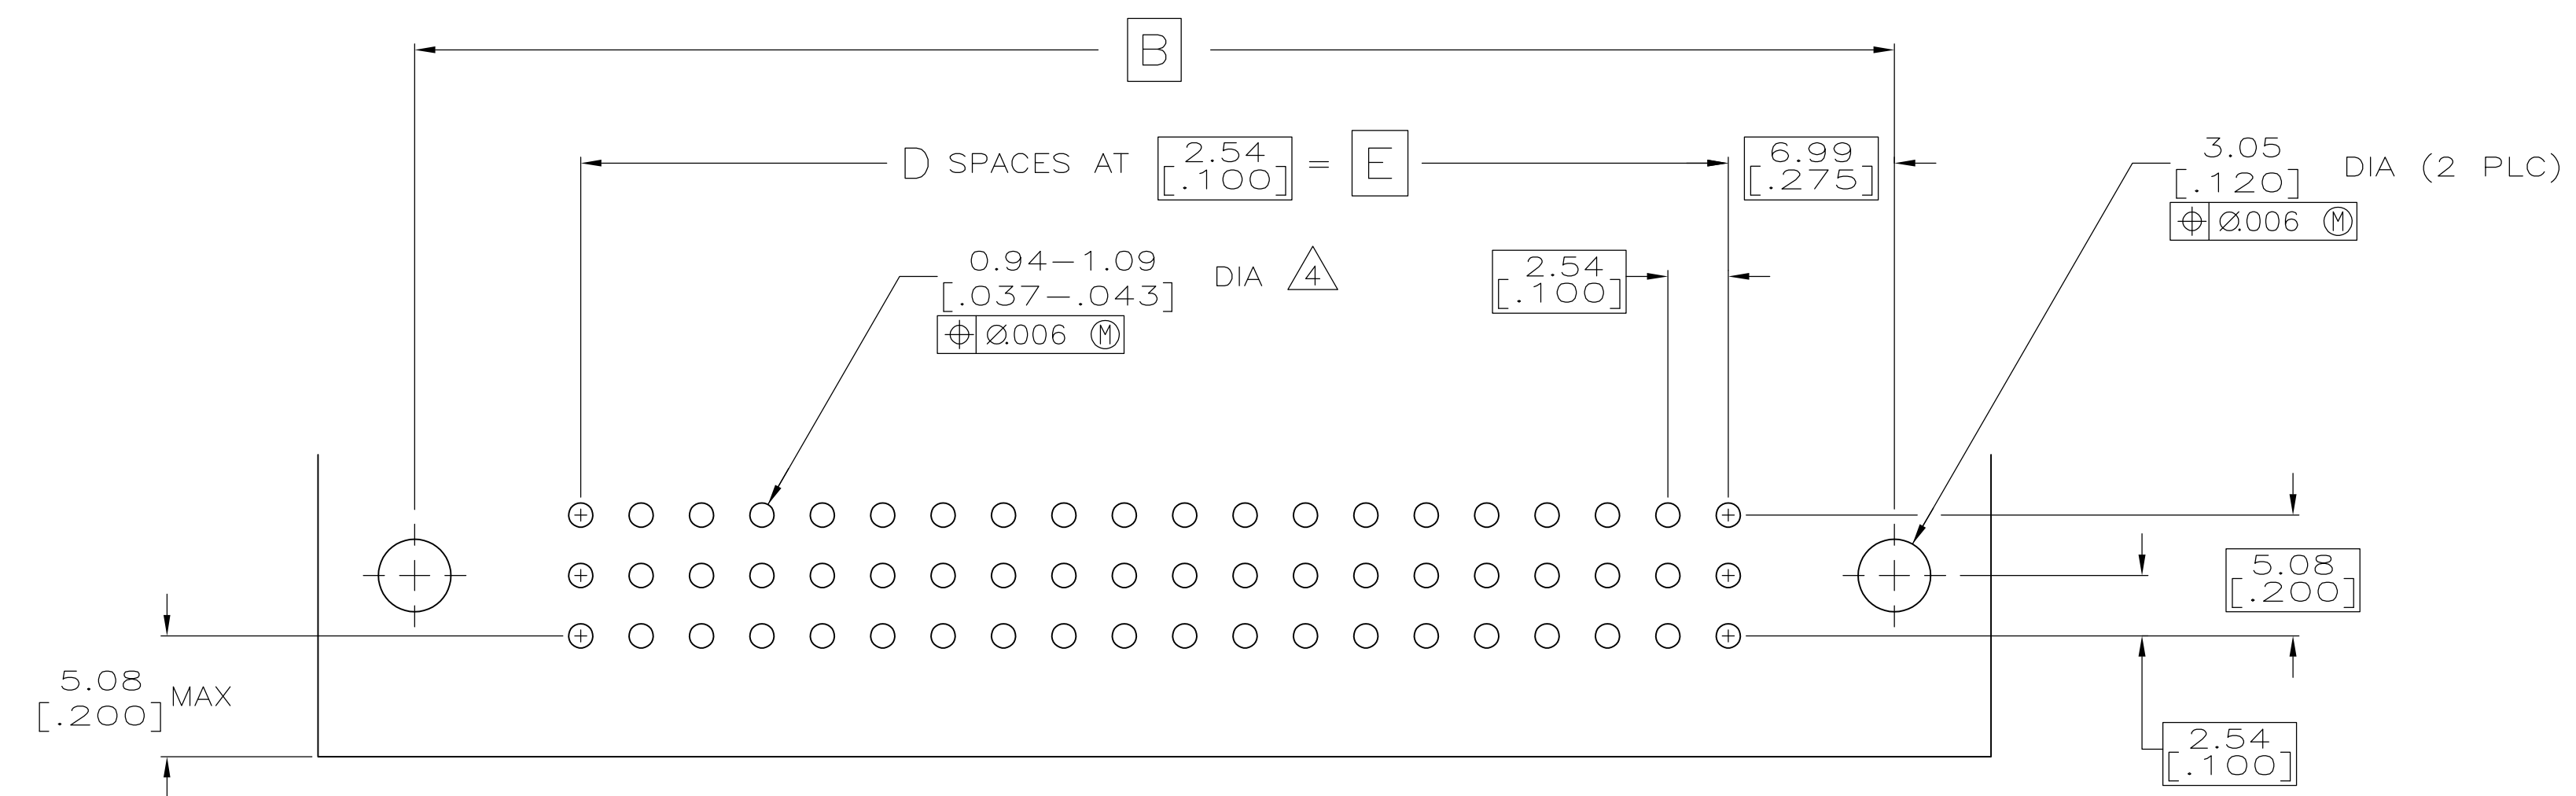 B
D SPACES AT 2.54 [.100] = E
6.99
[.275]
3.05
[.120] DIA (2 PLC)
⌖ Ø.006 Ⓜ
0.94-1.09
[.037-.043] DIA 4
⌖ Ø.006 Ⓜ
2.54
[.100]
5.08
[.200]
5.08
[.200] MAX
2.54
[.100]